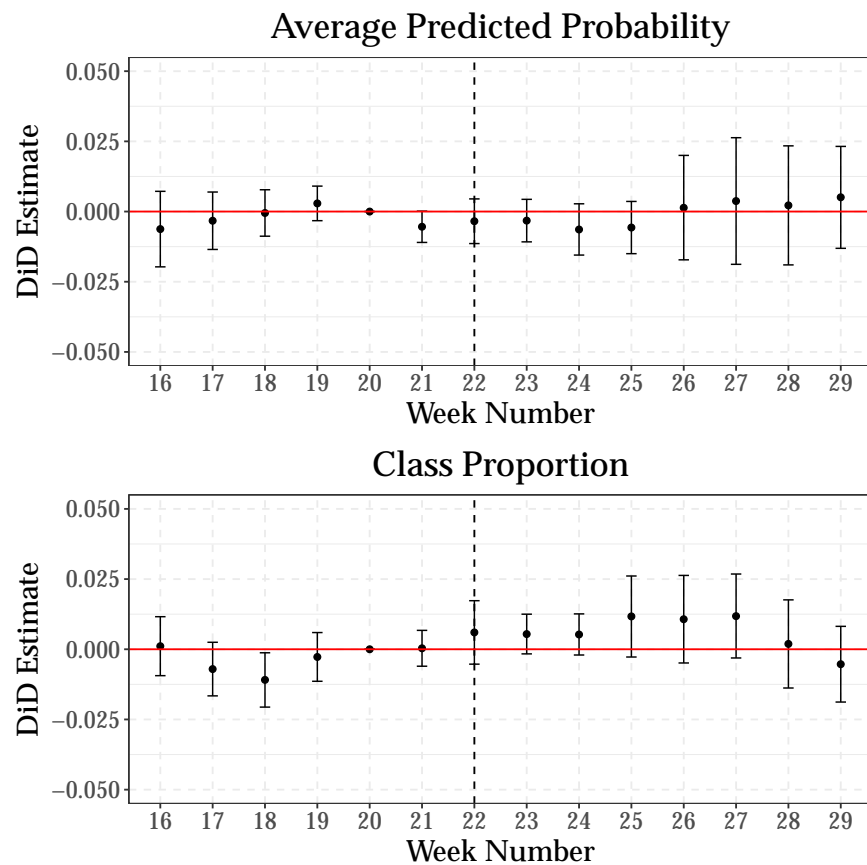 Average Predicted Probability
0.050
0.025
0.000
−0.025
−0.050
DiD Estimate
16 17 18 19 20 21 22 23 24 25 26 27 28 29
Week Number
Class Proportion
0.050
0.025
0.000
−0.025
−0.050
DiD Estimate
16 17 18 19 20 21 22 23 24 25 26 27 28 29
Week Number